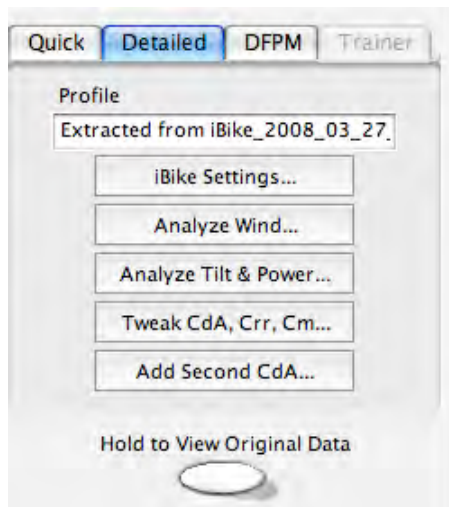 Quick Detailed DFPM Trainer
Profile
Extracted from iBike_2008_03_27_
iBike Settings...
Analyze Wind...
Analyze Tilt & Power...
Tweak CdA, Crr, Cm...
Add Second CdA...
Hold to View Original Data